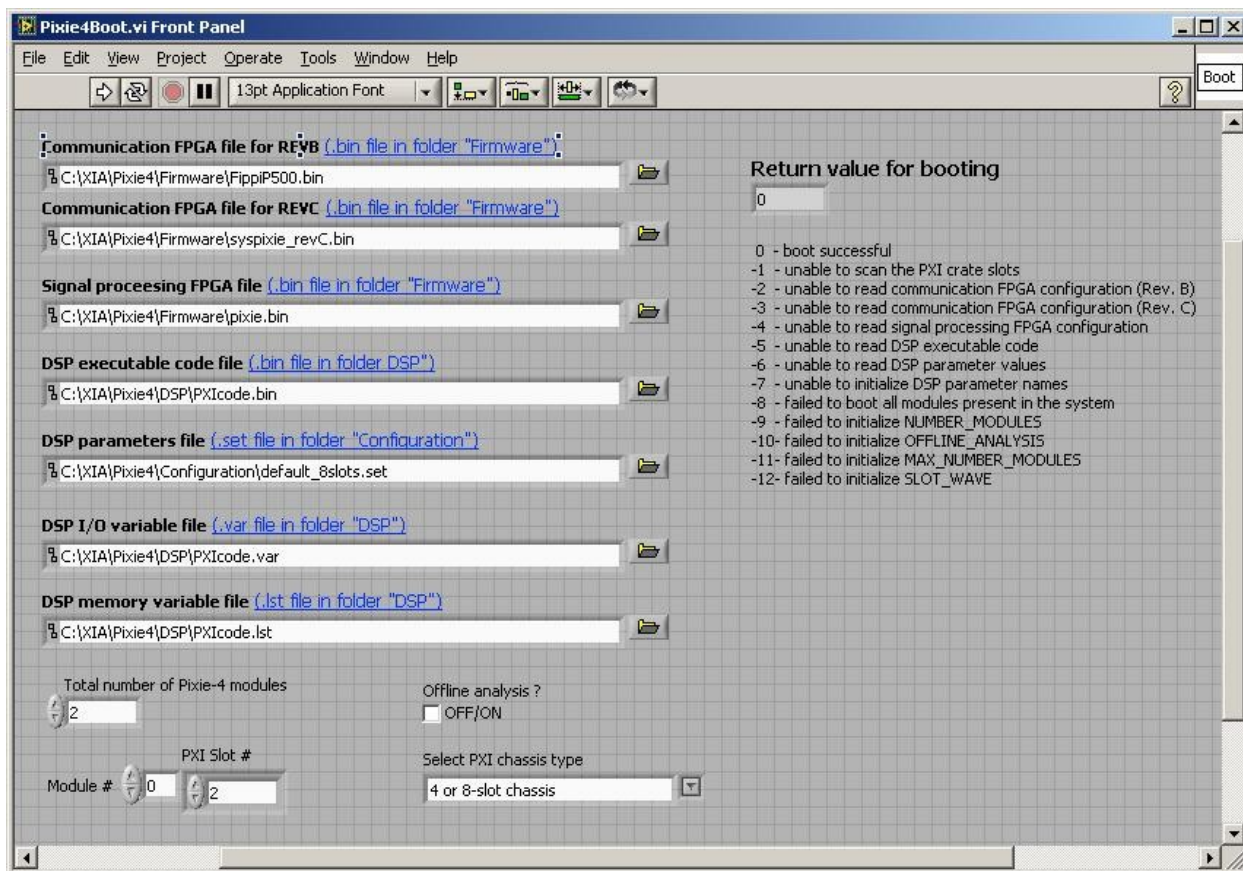 Pixie4Boot.vi Front Panel
File Edit View Project Operate Tools Window Help
13pt Application Font
Boot
Communication FPGA file for REVB (.bin file in folder "Firmware")
C:\XIA\Pixie4\Firmware\FippiP500.bin
Communication FPGA file for REVC (.bin file in folder "Firmware")
C:\XIA\Pixie4\Firmware\syspixie_revC.bin
Signal proceesing FPGA file (.bin file in folder "Firmware")
C:\XIA\Pixie4\Firmware\pixie.bin
DSP executable code file (.bin file in folder DSP")
C:\XIA\Pixie4\DSP\PXIcode.bin
DSP parameters file (.set file in folder "Configuration")
C:\XIA\Pixie4\Configuration\default_8slots.set
DSP I/O variable file (.var file in folder "DSP")
C:\XIA\Pixie4\DSP\PXIcode.var
DSP memory variable file (.lst file in folder "DSP")
C:\XIA\Pixie4\DSP\PXIcode.lst
Total number of Pixie-4 modules
2
Module # 0
PXI Slot #
2
Offline analysis ?
OFF/ON
Select PXI chassis type
4 or 8-slot chassis
Return value for booting
0
0 - boot successful
-1 - unable to scan the PXI crate slots
-2 - unable to read communication FPGA configuration (Rev. B)
-3 - unable to read communication FPGA configuration (Rev. C)
-4 - unable to read signal processing FPGA configuration
-5 - unable to read DSP executable code
-6 - unable to read DSP parameter values
-7 - unable to initialize DSP parameter names
-8 - failed to boot all modules present in the system
-9 - failed to initialize NUMBER_MODULES
-10- failed to initialize OFFLINE_ANALYSIS
-11- failed to initialize MAX_NUMBER_MODULES
-12- failed to initialize SLOT_WAVE